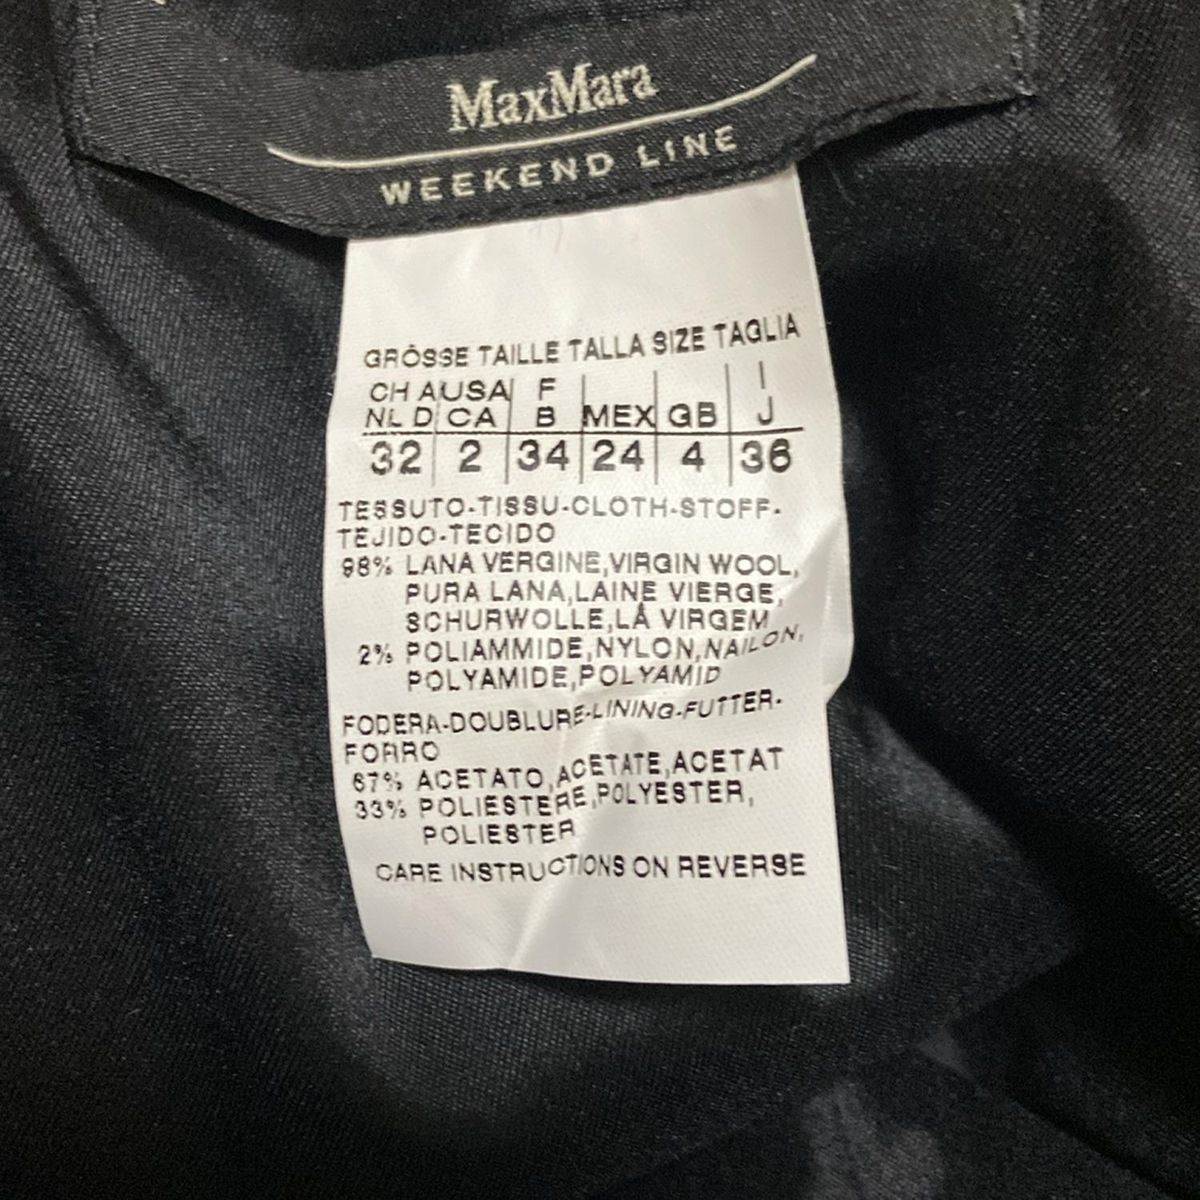 MaxMara
WEEKEND LINE
GRÖSSE TAILLE TALLA SIZE TAGLIA
CH A USA F I
NL D CA B MEX GB J
32 2 34 24 4 36
TESSUTO-TISSU-CLOTH-STOFF-
TEJIDO-TECIDO
98% LANA VERGINE,VIRGIN WOOL,
PURA LANA,LAINE VIERGE,
SCHURWOLLE,LÃ VIRGEM
2% POLIAMMIDE,NYLON,NAILON,
POLYAMIDE,POLYAMID
FODERA-DOUBLURE-LINING-FUTTER-
FORRO
67% ACETATO,ACETATE,ACETAT
33% POLIESTERE,POLYESTER,
POLIESTER
CARE INSTRUCTIONS ON REVERSE